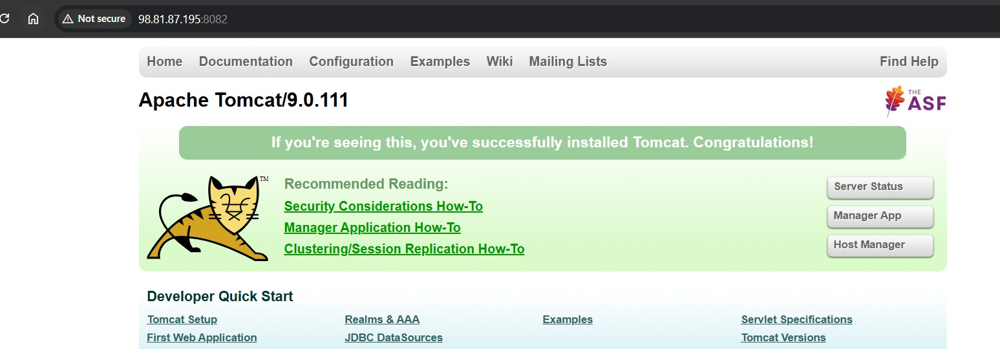 Not secure 98.81.87.195:8082
Home Documentation Configuration Examples Wiki Mailing Lists Find Help
Apache Tomcat/9.0.111
THE
ASF
If you're seeing this, you've successfully installed Tomcat. Congratulations!
TM
Recommended Reading:
Security Considerations How-To
Manager Application How-To
Clustering/Session Replication How-To
Server Status
Manager App
Host Manager
Developer Quick Start
Tomcat Setup Realms & AAA Examples Servlet Specifications
First Web Application JDBC DataSources Tomcat Versions